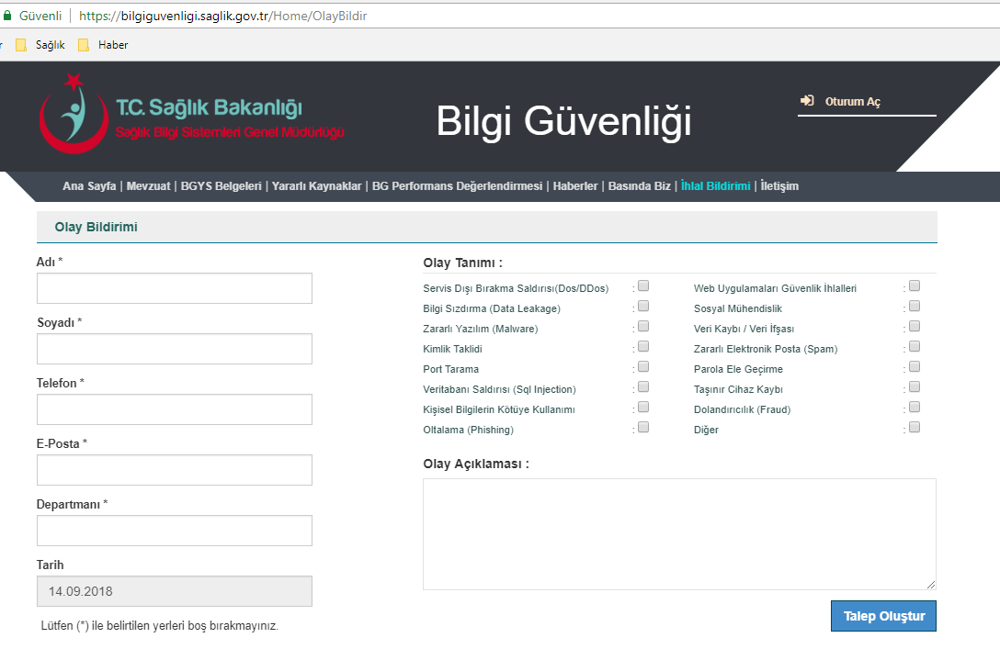 Güvenli | https://bilgiguvenligi.saglik.gov.tr/Home/OlayBildir
r Sağlık Haber
T.C. Sağlık Bakanlığı
Sağlık Bilgi Sistemleri Genel Müdürlüğü
Bilgi Güvenliği
Oturum Aç
Ana Sayfa | Mevzuat | BGYS Belgeleri | Yararlı Kaynaklar | BG Performans Değerlendirmesi | Haberler | Basında Biz | İhlal Bildirimi | İletişim
Olay Bildirimi
Adı *
Soyadı *
Telefon *
E-Posta *
Departmanı *
Tarih
14.09.2018
Lütfen (*) ile belirtilen yerleri boş bırakmayınız.
Olay Tanımı :
Servis Dışı Bırakma Saldırısı(Dos/DDos) : Web Uygulamaları Güvenlik İhlalleri :
Bilgi Sızdırma (Data Leakage) : Sosyal Mühendislik :
Zararlı Yazılım (Malware) : Veri Kaybı / Veri İfşası :
Kimlik Taklidi : Zararlı Elektronik Posta (Spam) :
Port Tarama : Parola Ele Geçirme :
Veritabanı Saldırısı (Sql Injection) : Taşınır Cihaz Kaybı :
Kişisel Bilgilerin Kötüye Kullanımı : Dolandırıcılık (Fraud) :
Oltalama (Phishing) : Diğer :
Olay Açıklaması :
Talep Oluştur